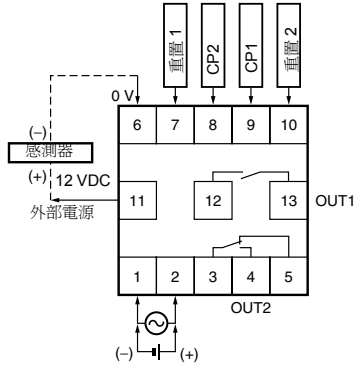 重置 1
CP2
CP1
重置 2
0 V
6 7 8 9 10
(−)
感測器
(+) 12 VDC
外部電源
11 12 13 OUT1
1 2 3 4 5
OUT2
(−) (+)